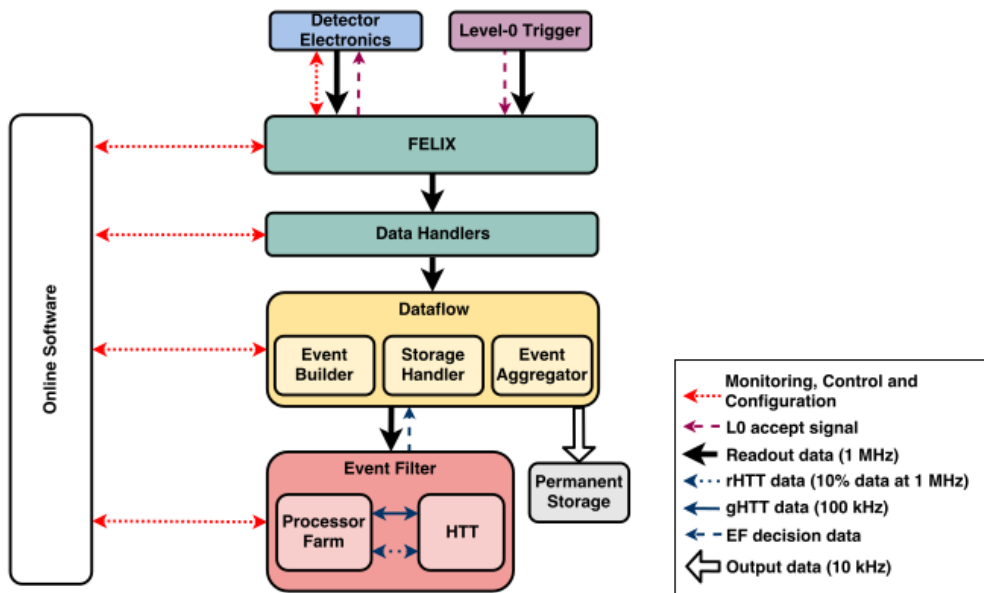 Detector
Electronics
Level-0 Trigger
FELIX
Data Handlers
Online Software
Dataflow
Event
Builder
Storage
Handler
Event
Aggregator
Event Filter
Processor
Farm
HTT
Permanent
Storage
Monitoring, Control and
Configuration
L0 accept signal
Readout data (1 MHz)
rHTT data (10% data at 1 MHz)
gHTT data (100 kHz)
EF decision data
Output data (10 kHz)